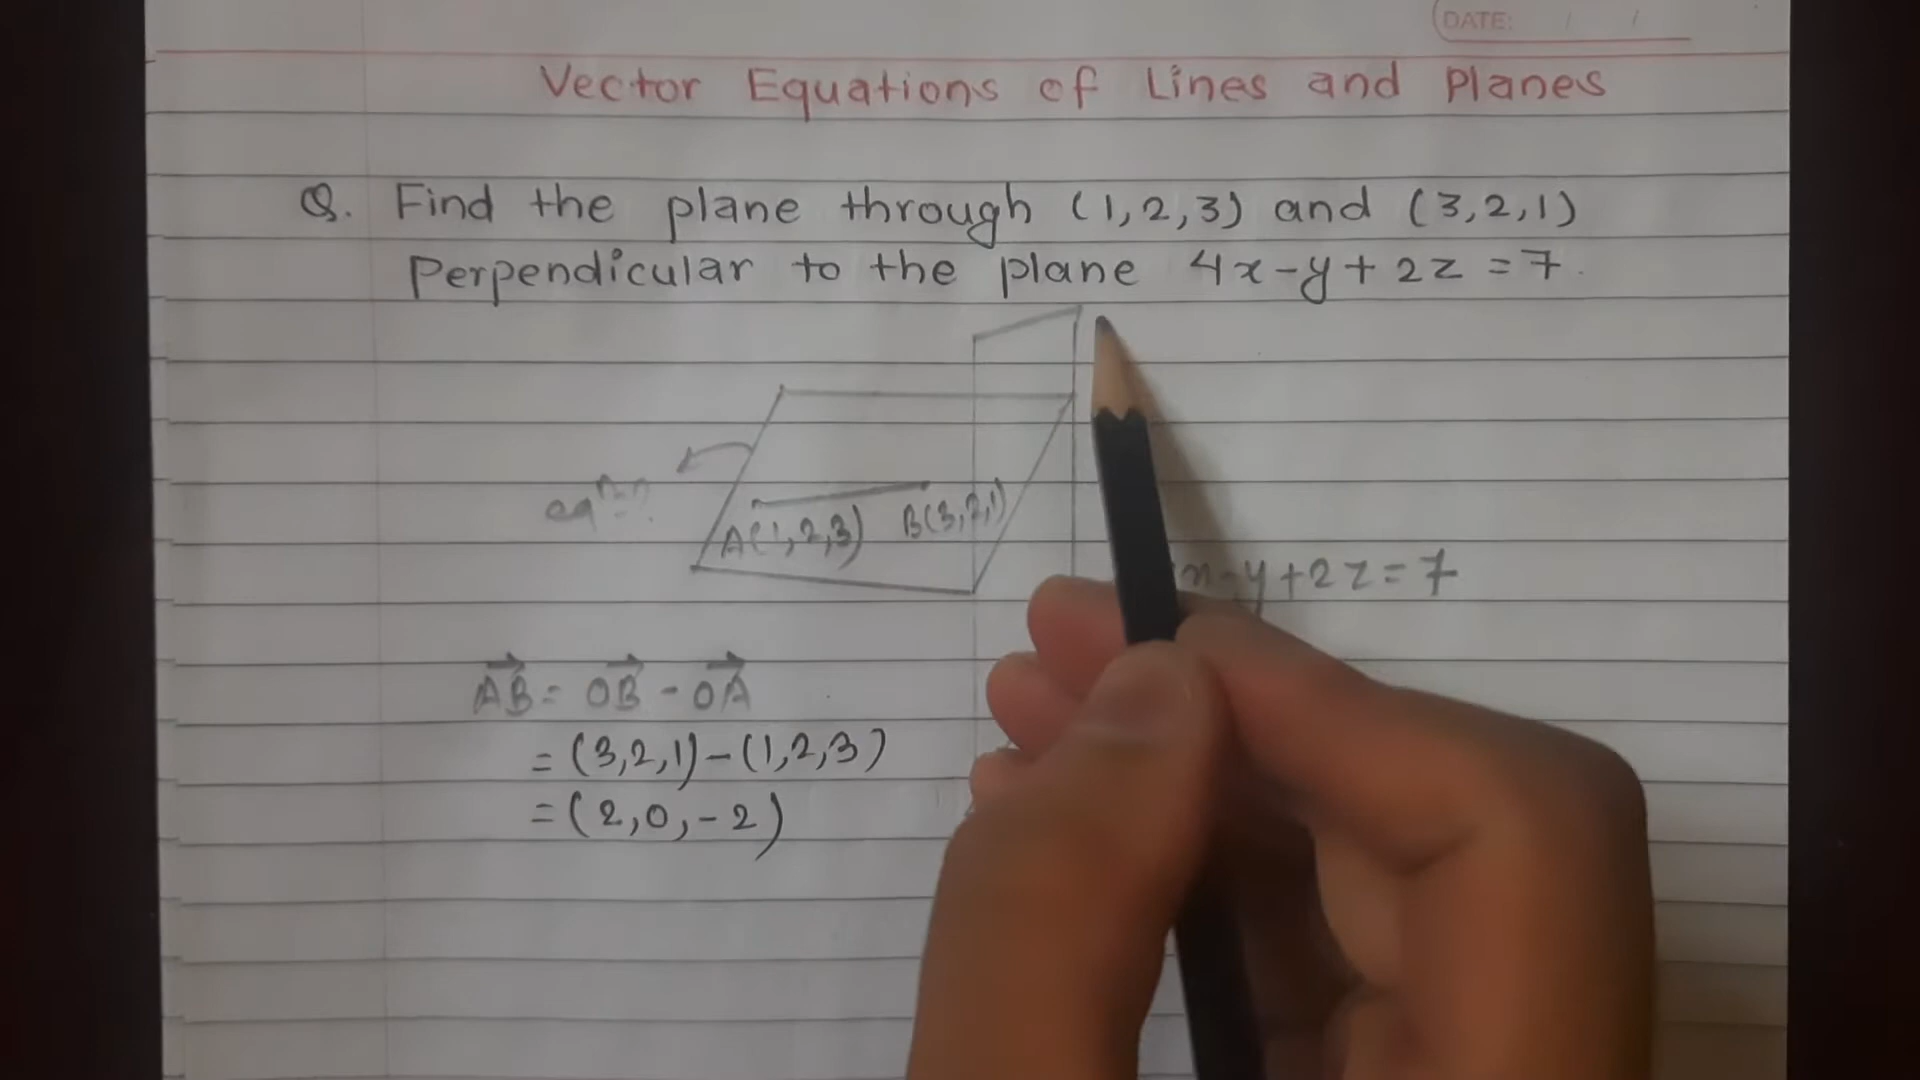 DATE: / /
Vector Equations of Lines and Planes
Q. Find the plane through (1,2,3) and (3,2,1)
Perpendicular to the plane 4x-y+2z=7.
A(1,2,3) B(3,2,1)
x-y+2z=7
AB = OB - OA
= (3,2,1)-(1,2,3)
= (2,0,-2)